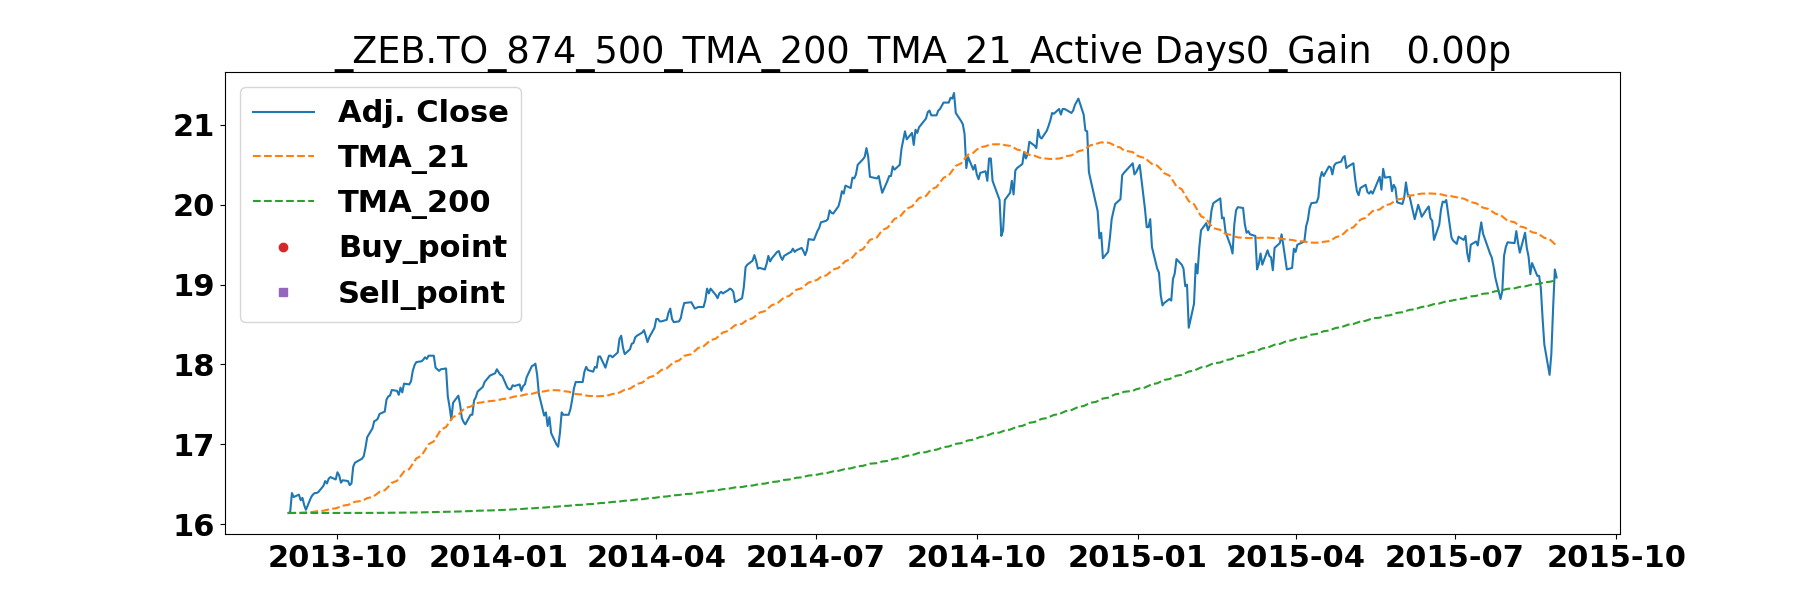 _ZEB.TO_874_500_TMA_200_TMA_21_Active Days0_Gain   0.00p
Adj. Close
TMA_21
TMA_200
Buy_point
Sell_point
21
20
19
18
17
16
2013-10 2014-01 2014-04 2014-07 2014-10 2015-01 2015-04 2015-07 2015-10